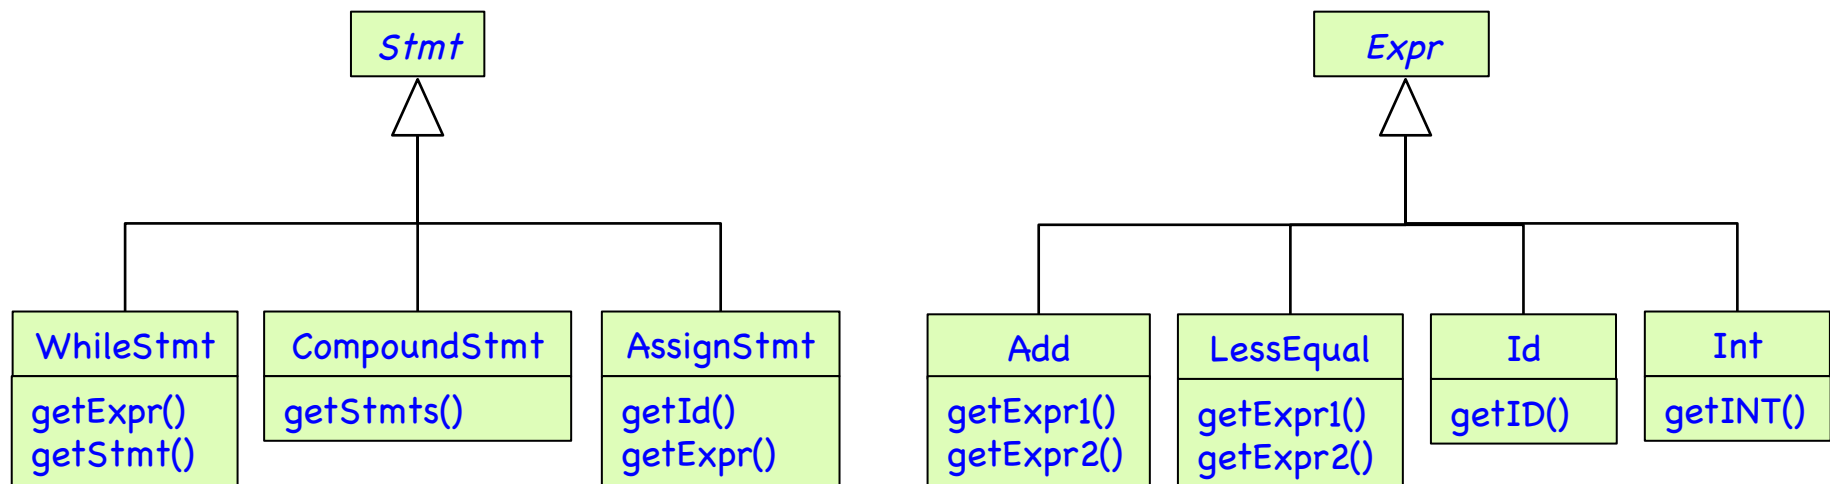 Stmt
Expr
WhileStmt
getExpr()
getStmt()
CompoundStmt
getStmts()
AssignStmt
getId()
getExpr()
Add
getExpr1()
getExpr2()
LessEqual
getExpr1()
getExpr2()
Id
getID()
Int
getINT()